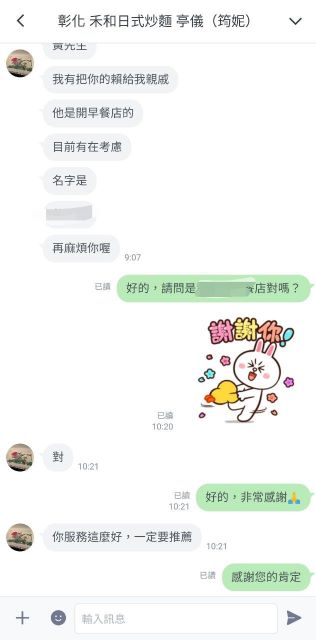 彰化 禾和日式炒麵 亭儀（筠妮）
黃先生
我有把你的賴給我親戚
他是開早餐店的
目前有在考慮
名字是
再麻煩你喔
9:07
已讀
好的，請問是
店對嗎？
謝謝你!
已讀
10:20
對
10:21
已讀
10:21
好的，非常感謝🙏
你服務這麼好，一定要推薦
10:21
已讀
感謝您的肯定
輸入訊息